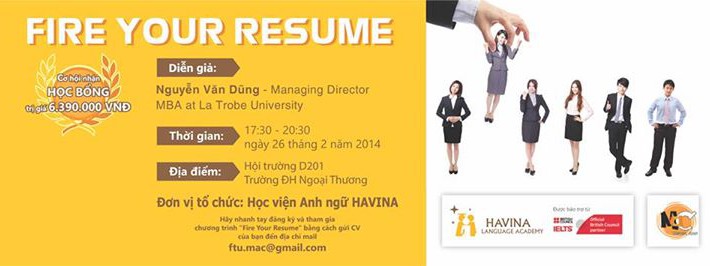 FIRE YOUR RESUME
Cơ hội nhận
HỌC BỔNG
trị giá 6.390.000 VNĐ
Diễn giả:
Nguyễn Văn Dũng - Managing Director
MBA at La Trobe University
Thời gian:
17:30 - 20:30
ngày 26 tháng 2 năm 2014
Địa điểm:
Hội trường D201
Trường ĐH Ngoại Thương
Đơn vị tổ chức: Học viện Anh ngữ HAVINA
Hãy nhanh tay đăng ký và tham gia
chương trình "Fire Your Resume" bằng cách gửi CV
của bạn đến địa chỉ mail
ftu.mac@gmail.com
HAVINA
LANGUAGE ACADEMY
Được bảo trợ từ
BRITISH COUNCIL
IELTS
Official
British Council
partner
MC